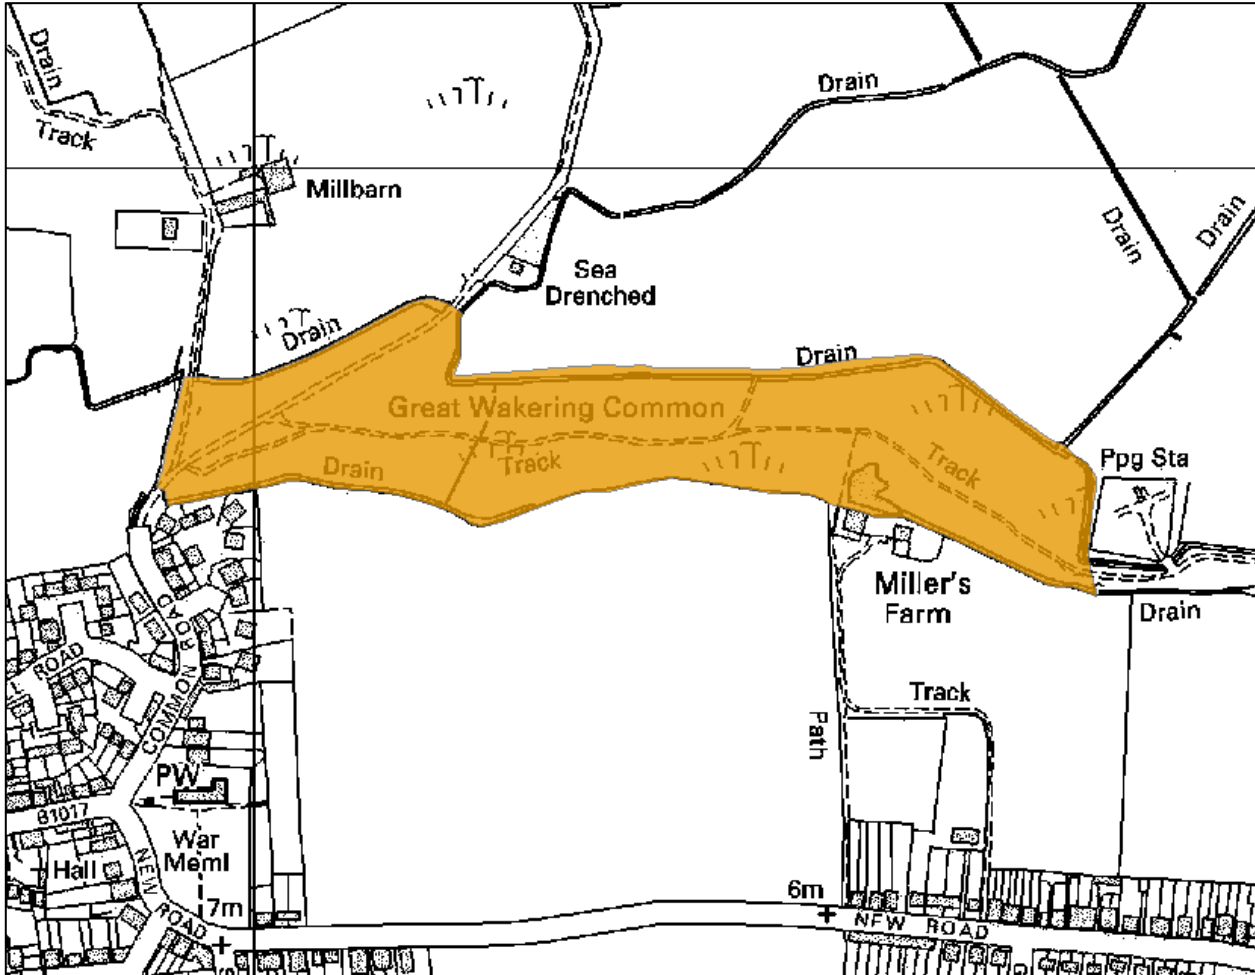 Drain
Track
Drain
Millbarn
Sea
Drenched
Drain
Drain
Drain
Drain
Great Wakering Common
Drain
Track
Track
Ppg Sta
Miller's
Farm
Drain
Track
Path
ROAD
COMMON ROAD
PW
B1017
War
Meml
Hall
NEW ROAD
7m
6m
NEW ROAD